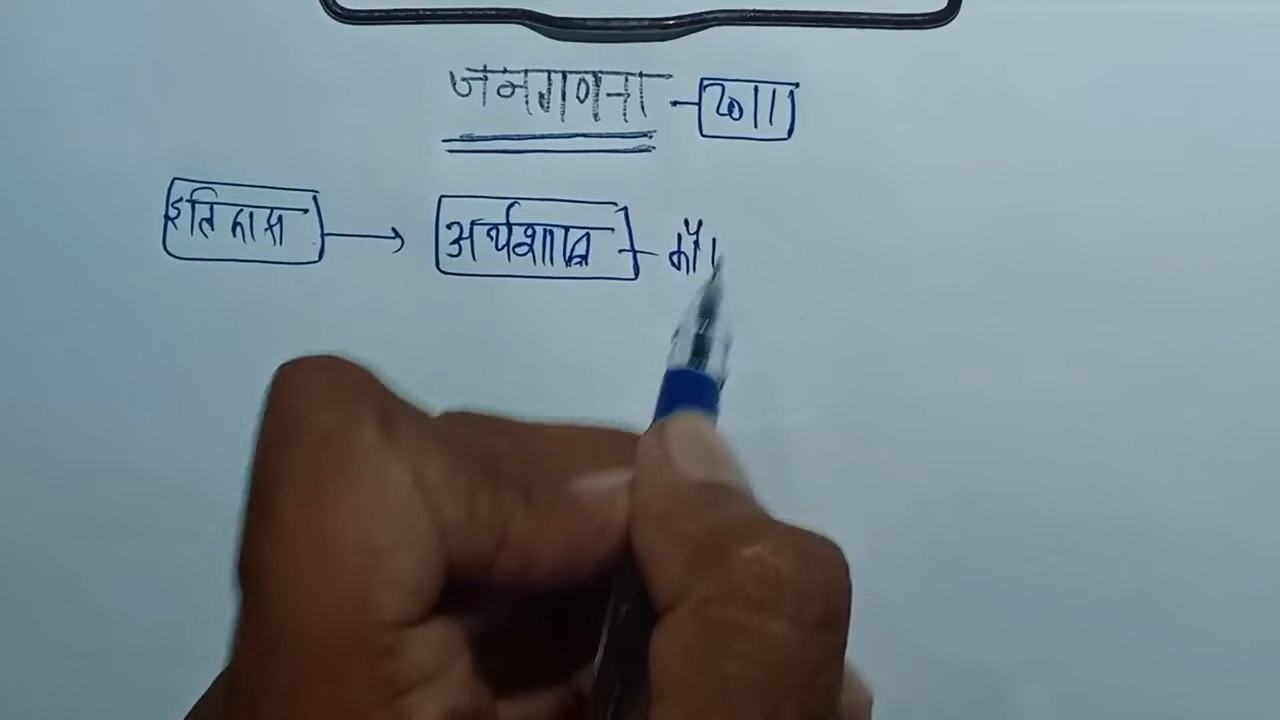 जनगणना - 2011
इतिहास → अर्थशास्त्र -